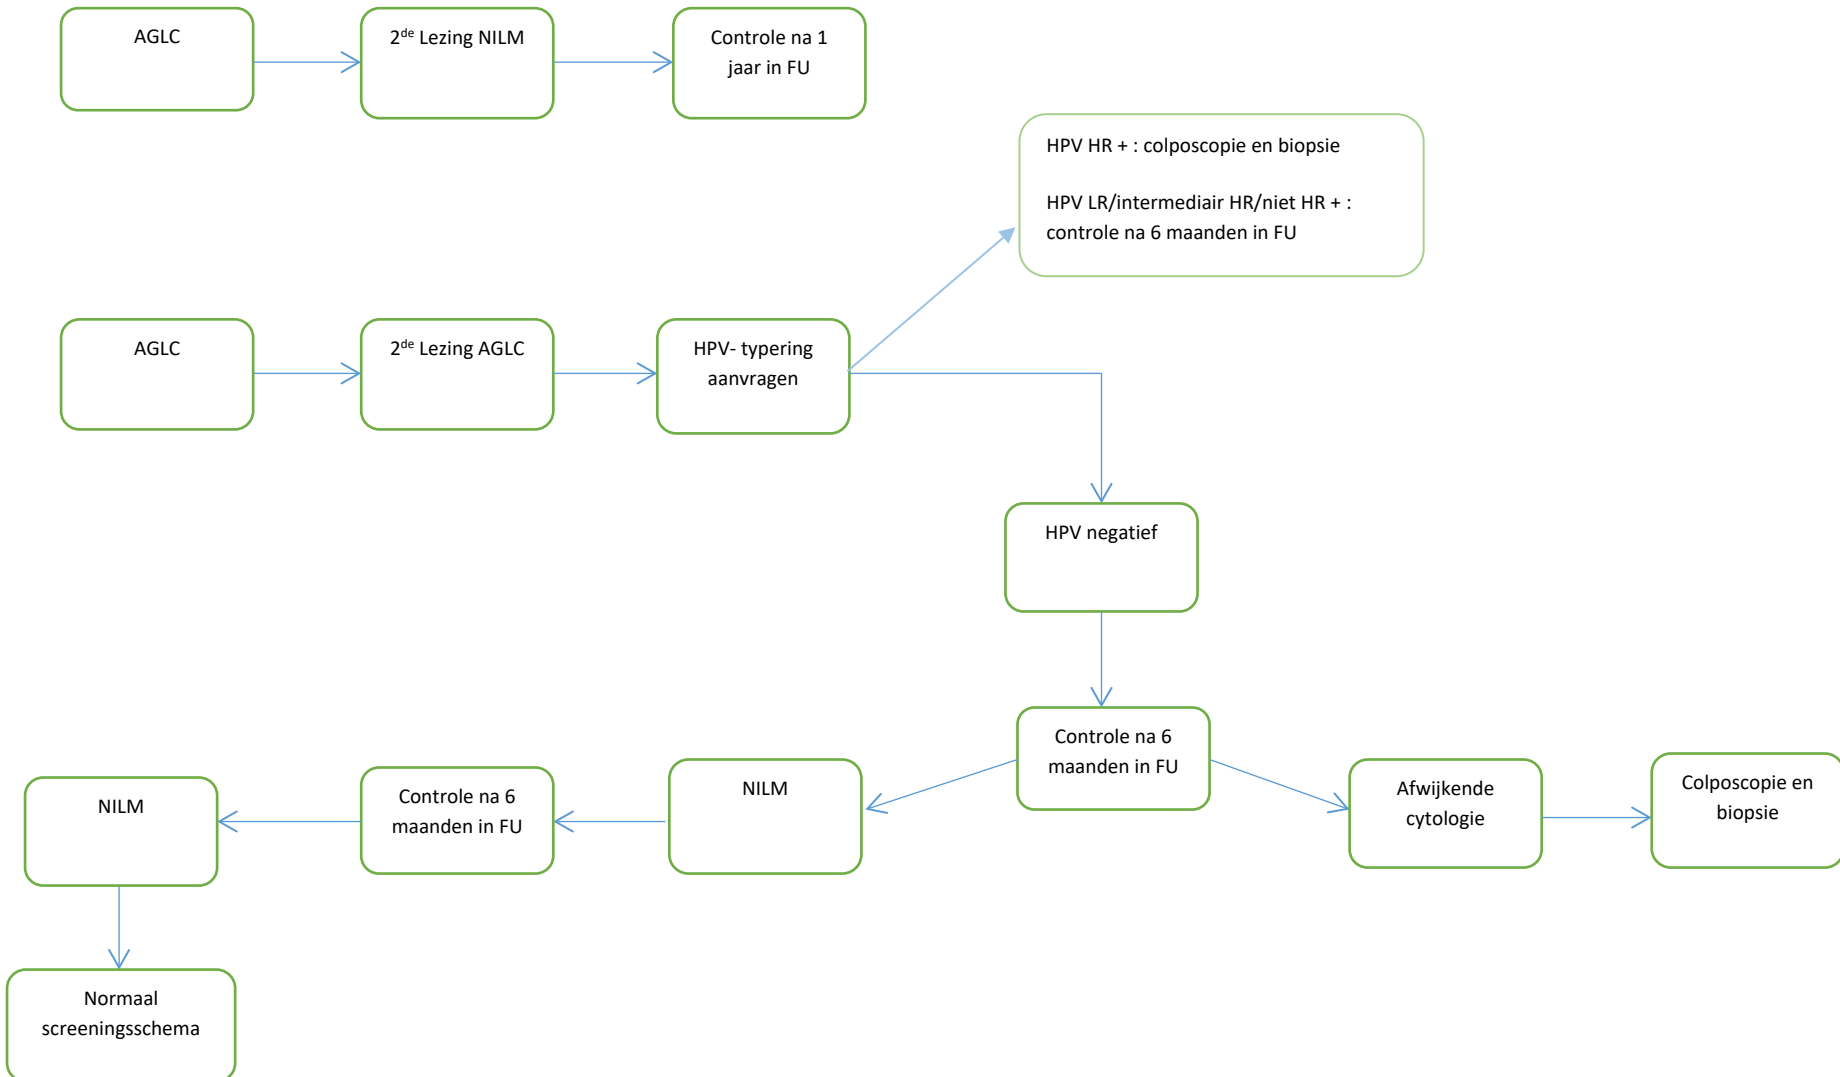 AGLC
2de Lezing NILM
Controle na 1
jaar in FU
HPV HR + : colposcopie en biopsie
HPV LR/intermediair HR/niet HR + :
controle na 6 maanden in FU
AGLC
2de Lezing AGLC
HPV- typering
aanvragen
HPV negatief
Controle na 6
maanden in FU
NILM
Controle na 6
maanden in FU
NILM
Afwijkende
cytologie
Colposcopie en
biopsie
Normaal
screeningsschema